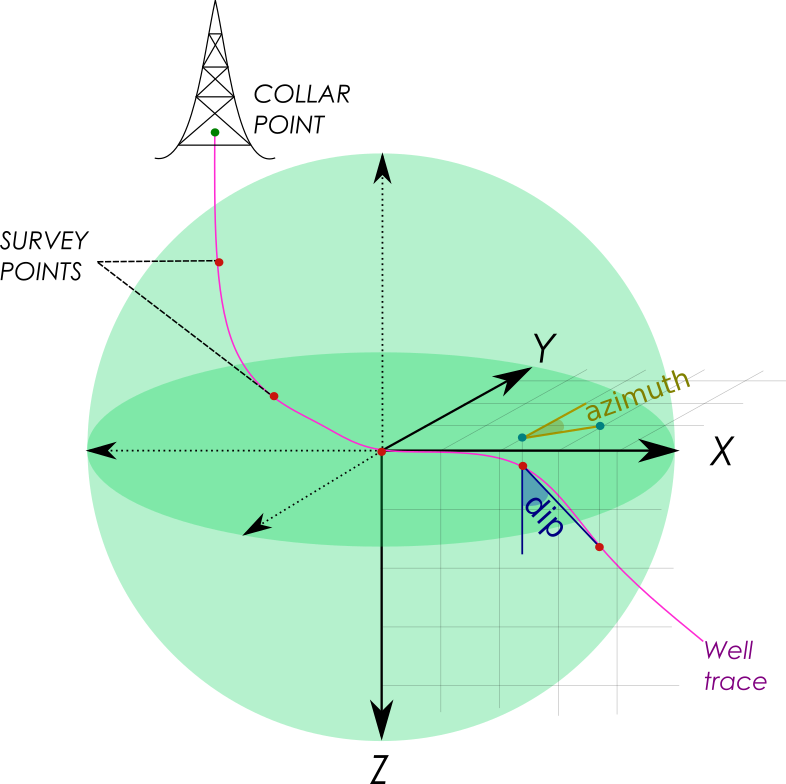 COLLAR
POINT
SURVEY
POINTS
Y
azimuth
X
dip
Well
trace
Z